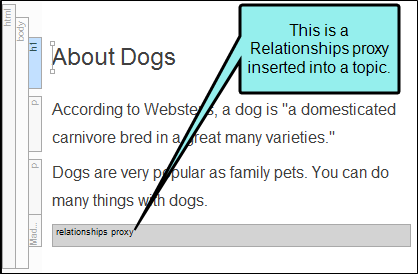 html
body
h1
p
p
Mad...
This is a
Relationships proxy
inserted into a topic.
About Dogs
According to Websters, a dog is "a domesticated
carnivore bred in a great many varieties."
Dogs are very popular as family pets. You can do
many things with dogs.
relationships proxy